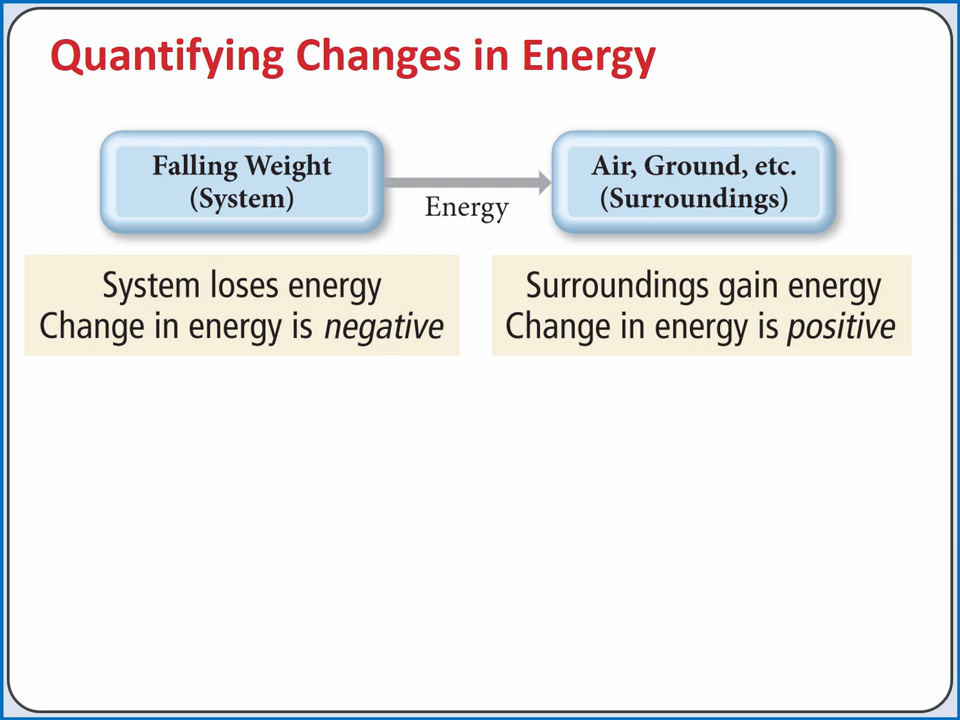 Quantifying Changes in Energy
Falling Weight
(System)
Energy
Air, Ground, etc.
(Surroundings)
System loses energy
Change in energy is negative
Surroundings gain energy
Change in energy is positive